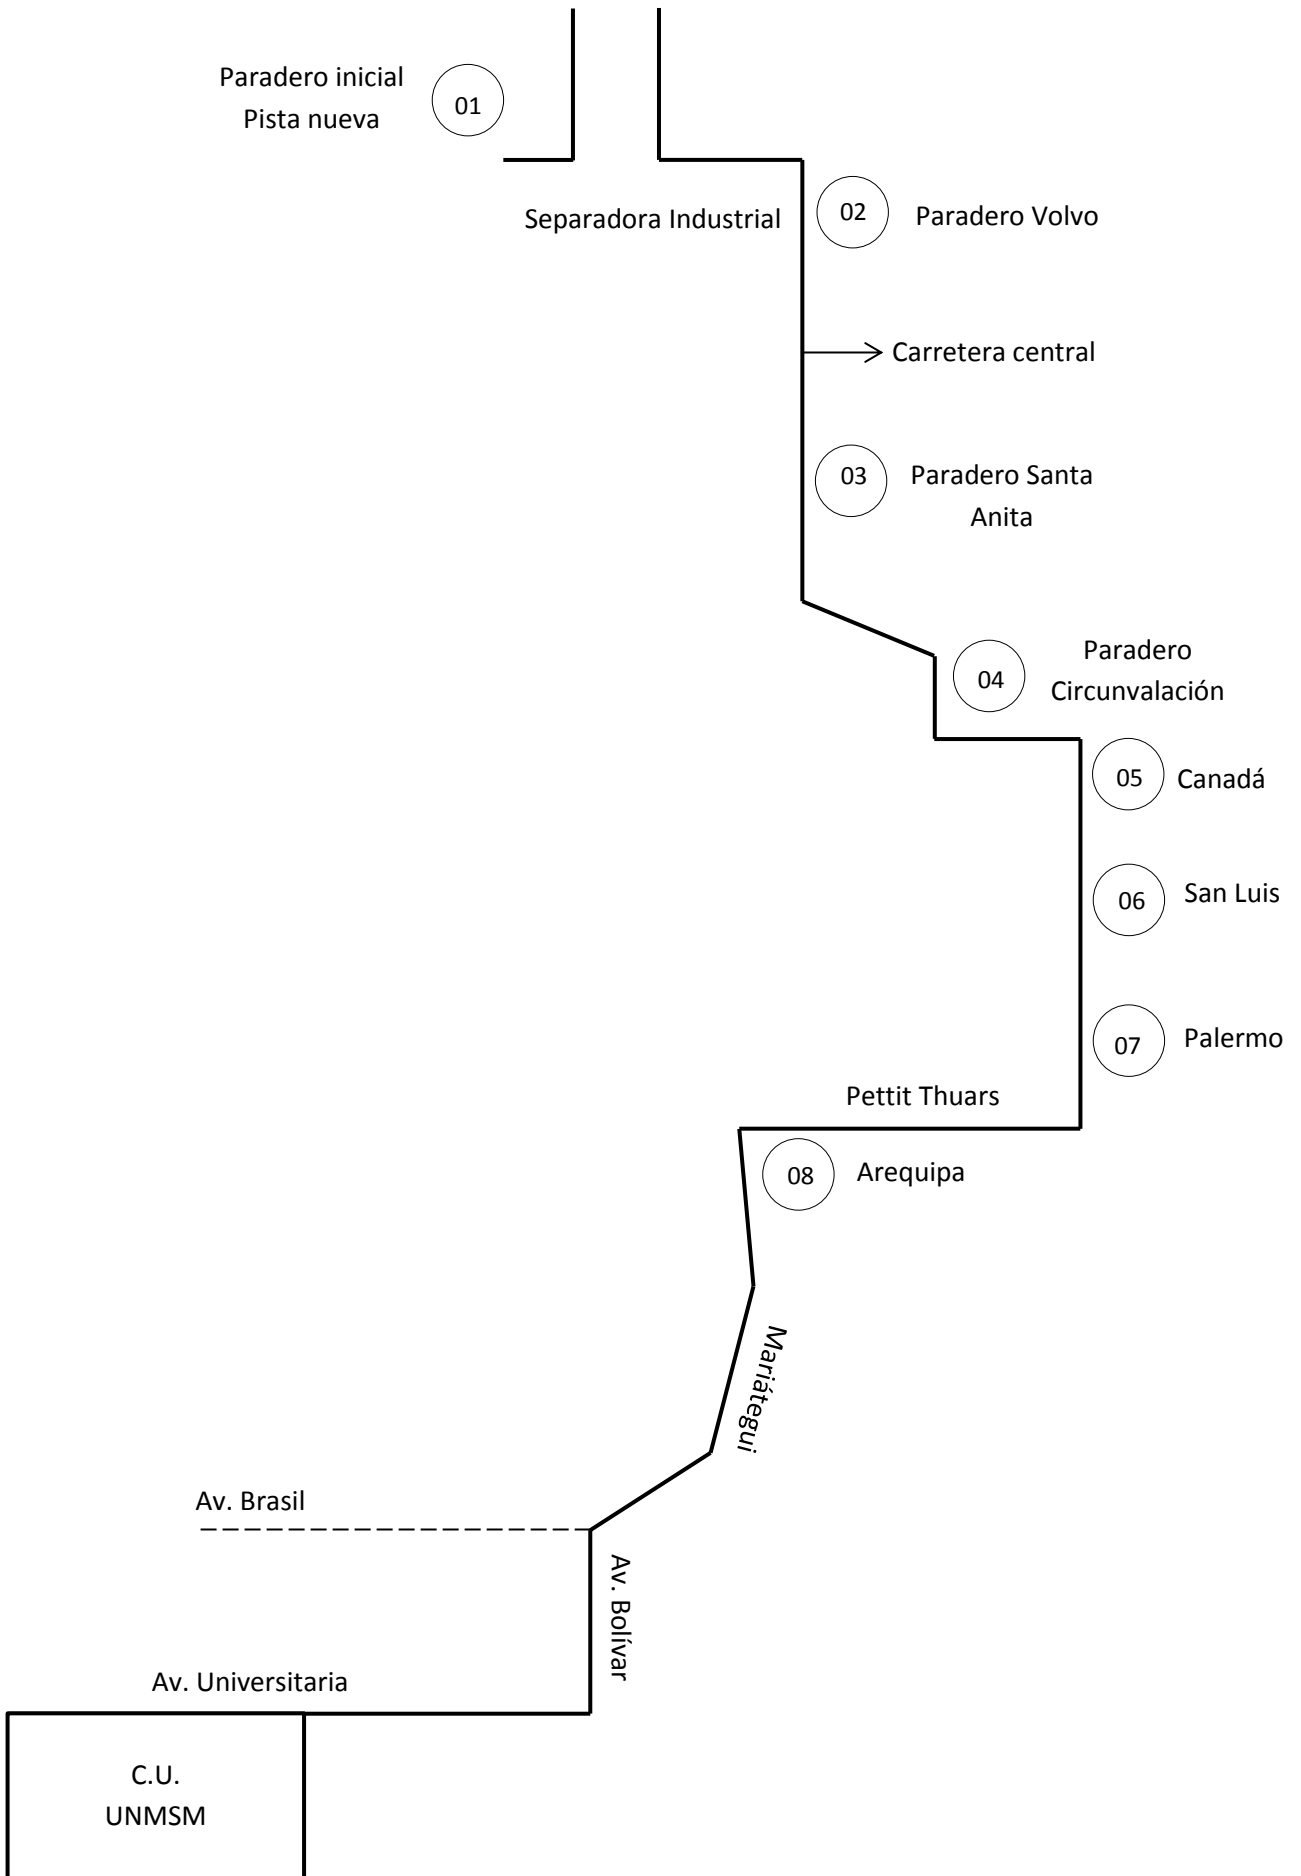 Paradero inicial
Pista nueva
01
Separadora Industrial
02
Paradero Volvo
Carretera central
03
Paradero Santa
Anita
04
Paradero
Circunvalación
05
Canadá
06
San Luis
07
Palermo
Pettit Thuars
08
Arequipa
Mariátegui
Av. Brasil
Av. Bolívar
Av. Universitaria
C.U.
UNMSM